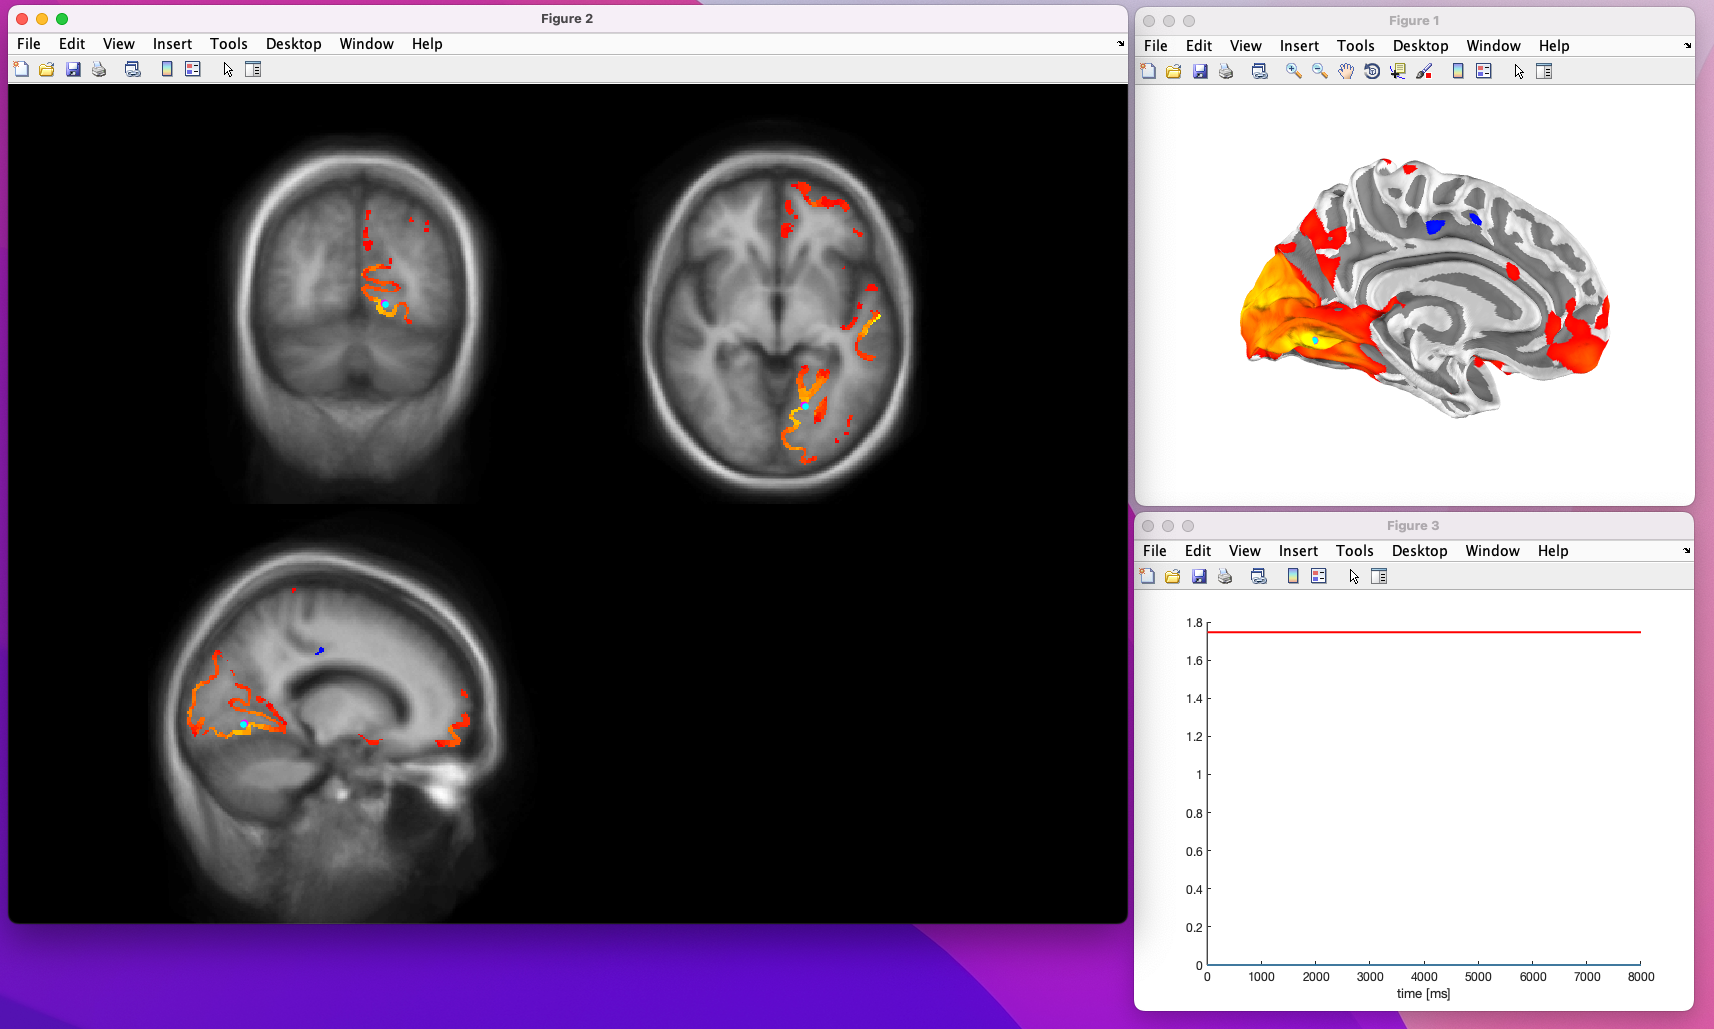 Figure 2
File Edit View Insert Tools Desktop Window Help
Figure 1
File Edit View Insert Tools Desktop Window Help
Figure 3
File Edit View Insert Tools Desktop Window Help
1.8
1.6
1.4
1.2
1
0.8
0.6
0.4
0.2
0
0 1000 2000 3000 4000 5000 6000 7000 8000
time [ms]